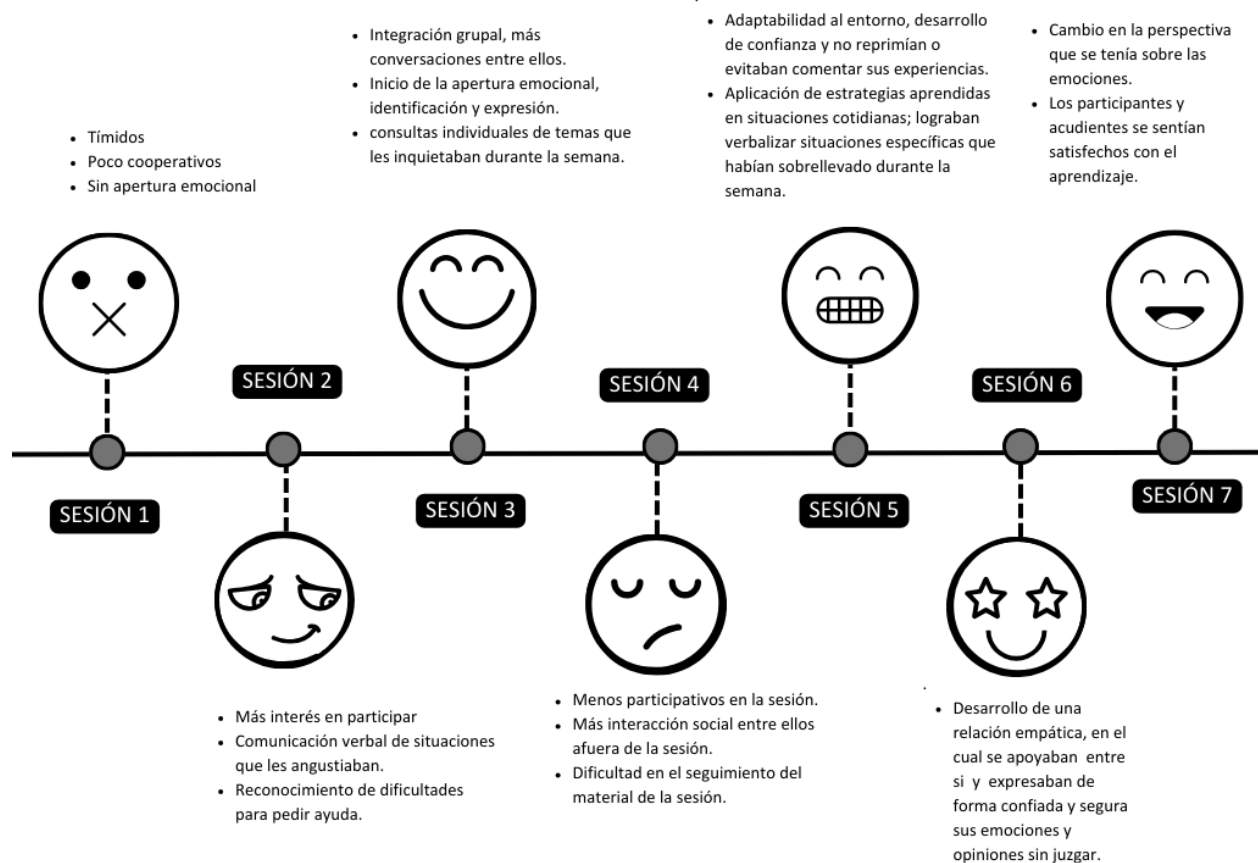 • Tímidos
• Poco cooperativos
• Sin apertura emocional
• Integración grupal, más
conversaciones entre ellos.
• Inicio de la apertura emocional,
identificación y expresión.
• consultas individuales de temas que
les inquietaban durante la semana.
• Adaptabilidad al entorno, desarrollo
de confianza y no reprimían o
evitaban comentar sus experiencias.
• Aplicación de estrategias aprendidas
en situaciones cotidianas; lograban
verbalizar situaciones específicas que
habían sobrellevado durante la
semana.
• Cambio en la perspectiva
que se tenía sobre las
emociones.
• Los participantes y
acudientes se sentían
satisfechos con el
aprendizaje.
SESIÓN 1
SESIÓN 2
SESIÓN 3
SESIÓN 4
SESIÓN 5
SESIÓN 6
SESIÓN 7
• Más interés en participar
• Comunicación verbal de situaciones
que les angustiaban.
• Reconocimiento de dificultades
para pedir ayuda.
• Menos participativos en la sesión.
• Más interacción social entre ellos
afuera de la sesión.
• Dificultad en el seguimiento del
material de la sesión.
• Desarrollo de una
relación empática, en el
cual se apoyaban entre
si y expresaban de
forma confiada y segura
sus emociones y
opiniones sin juzgar.